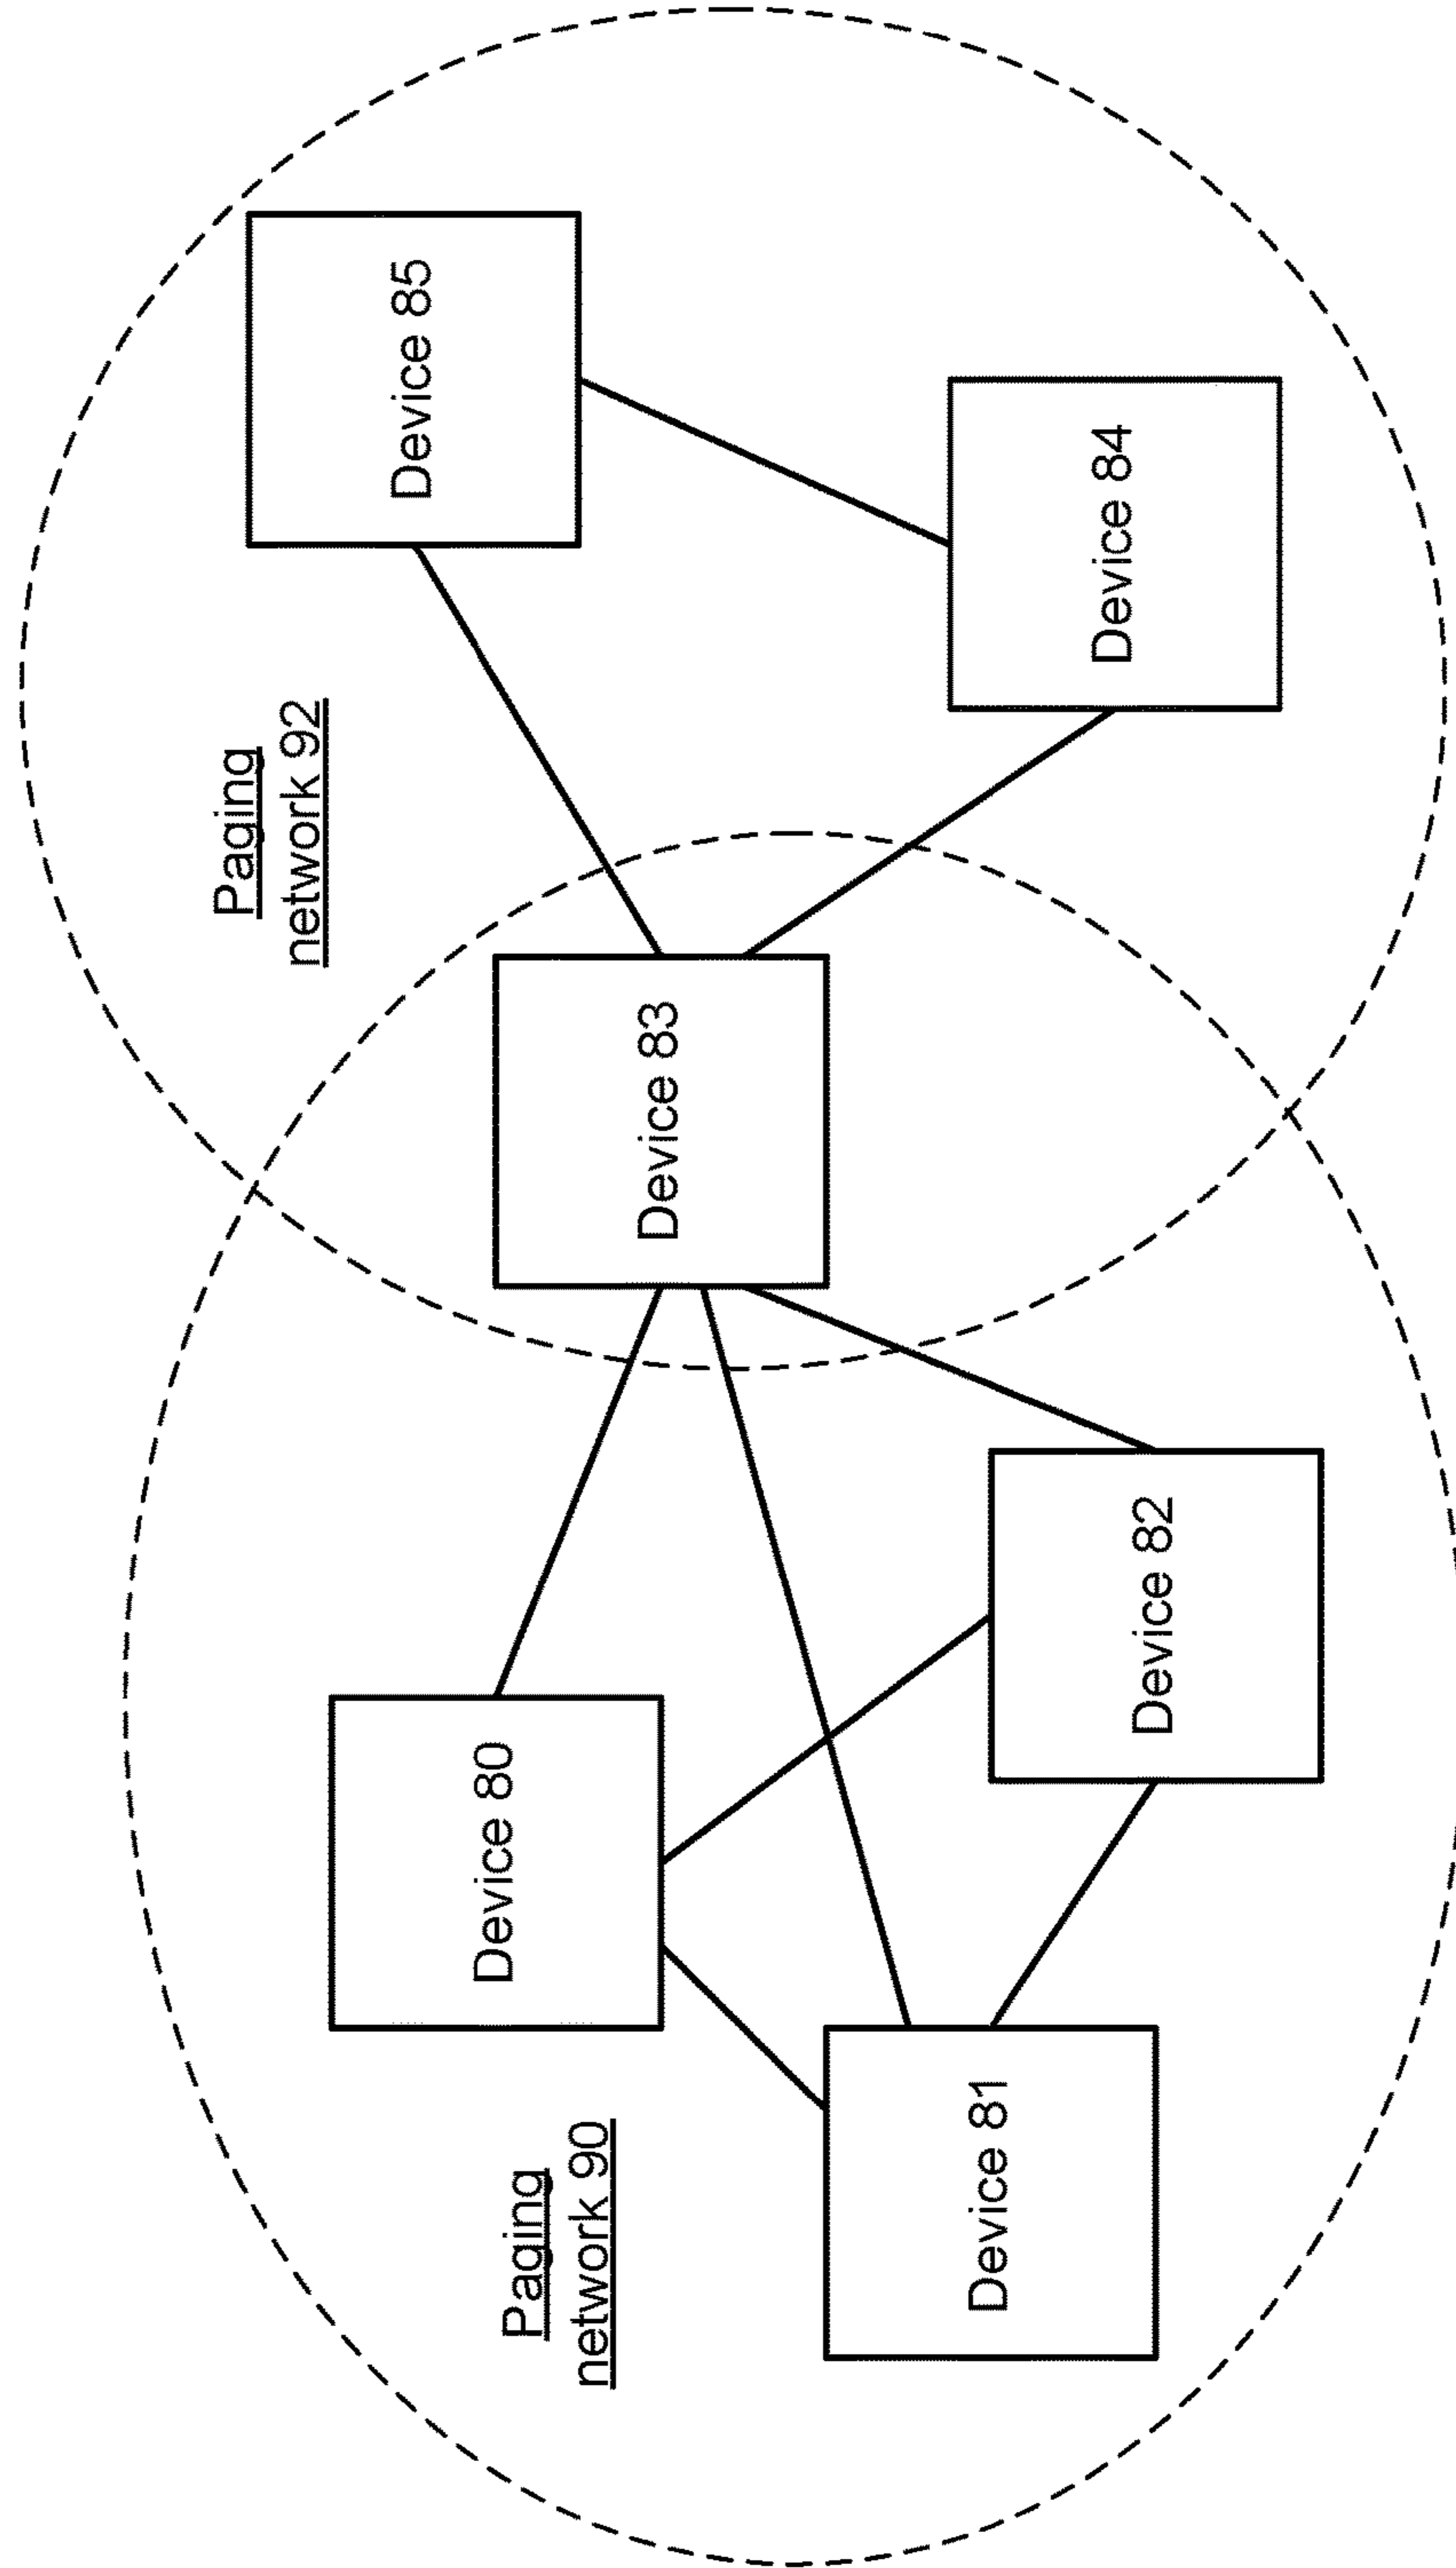 Paging
network 90
Device 80
Device 81
Device 82
Device 83
Paging
network 92
Device 85
Device 84